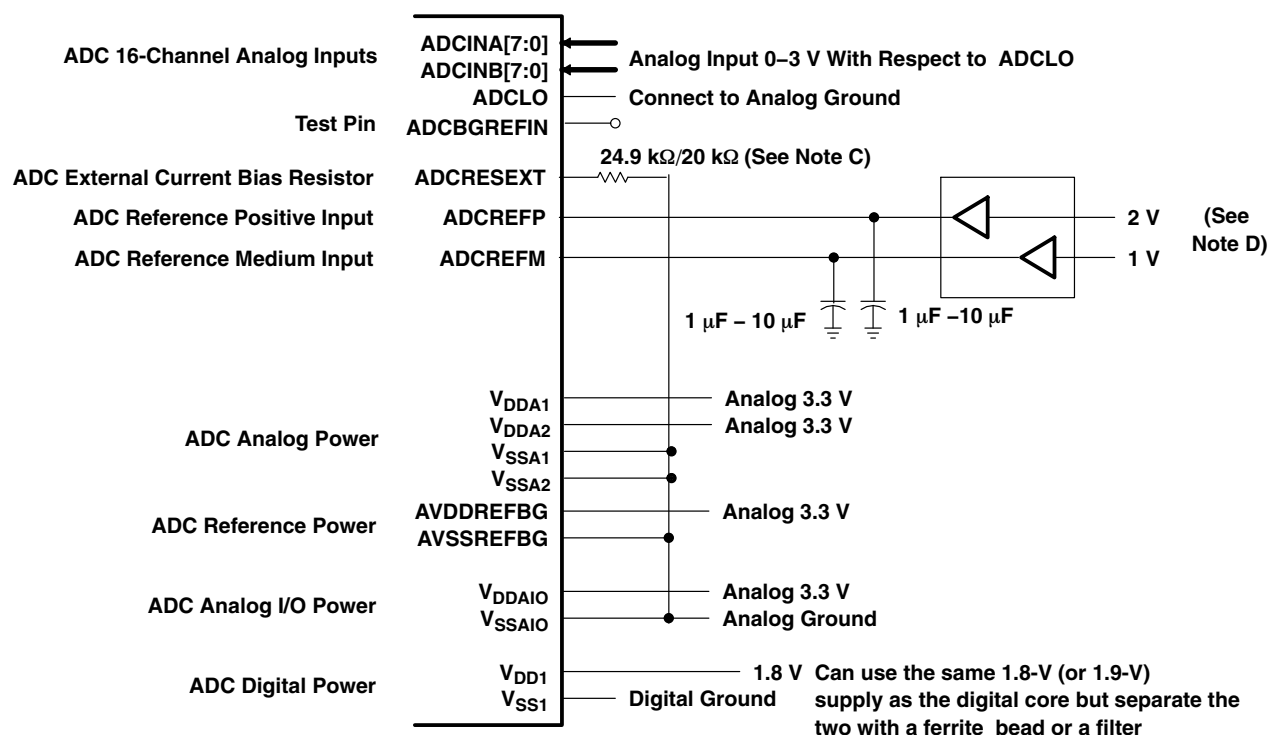 ADC 16-Channel Analog Inputs
ADCINA[7:0]
ADCINB[7:0]
Analog Input 0–3 V With Respect to ADCLO
ADCLO
Connect to Analog Ground
Test Pin
ADCBGREFIN
24.9 kΩ/20 kΩ (See Note C)
ADC External Current Bias Resistor
ADCRESEXT
ADC Reference Positive Input
ADCREFP
2 V
(See
Note D)
ADC Reference Medium Input
ADCREFM
1 V
1 μF – 10 μF
1 μF –10 μF
ADC Analog Power
VDDA1
Analog 3.3 V
VDDA2
Analog 3.3 V
VSSA1
VSSA2
ADC Reference Power
AVDDREFBG
Analog 3.3 V
AVSSREFBG
ADC Analog I/O Power
VDDAIO
Analog 3.3 V
VSSAIO
Analog Ground
ADC Digital Power
VDD1
1.8 V
Can use the same 1.8-V (or 1.9-V)
supply as the digital core but separate the
two with a ferrite bead or a filter
VSS1
Digital Ground